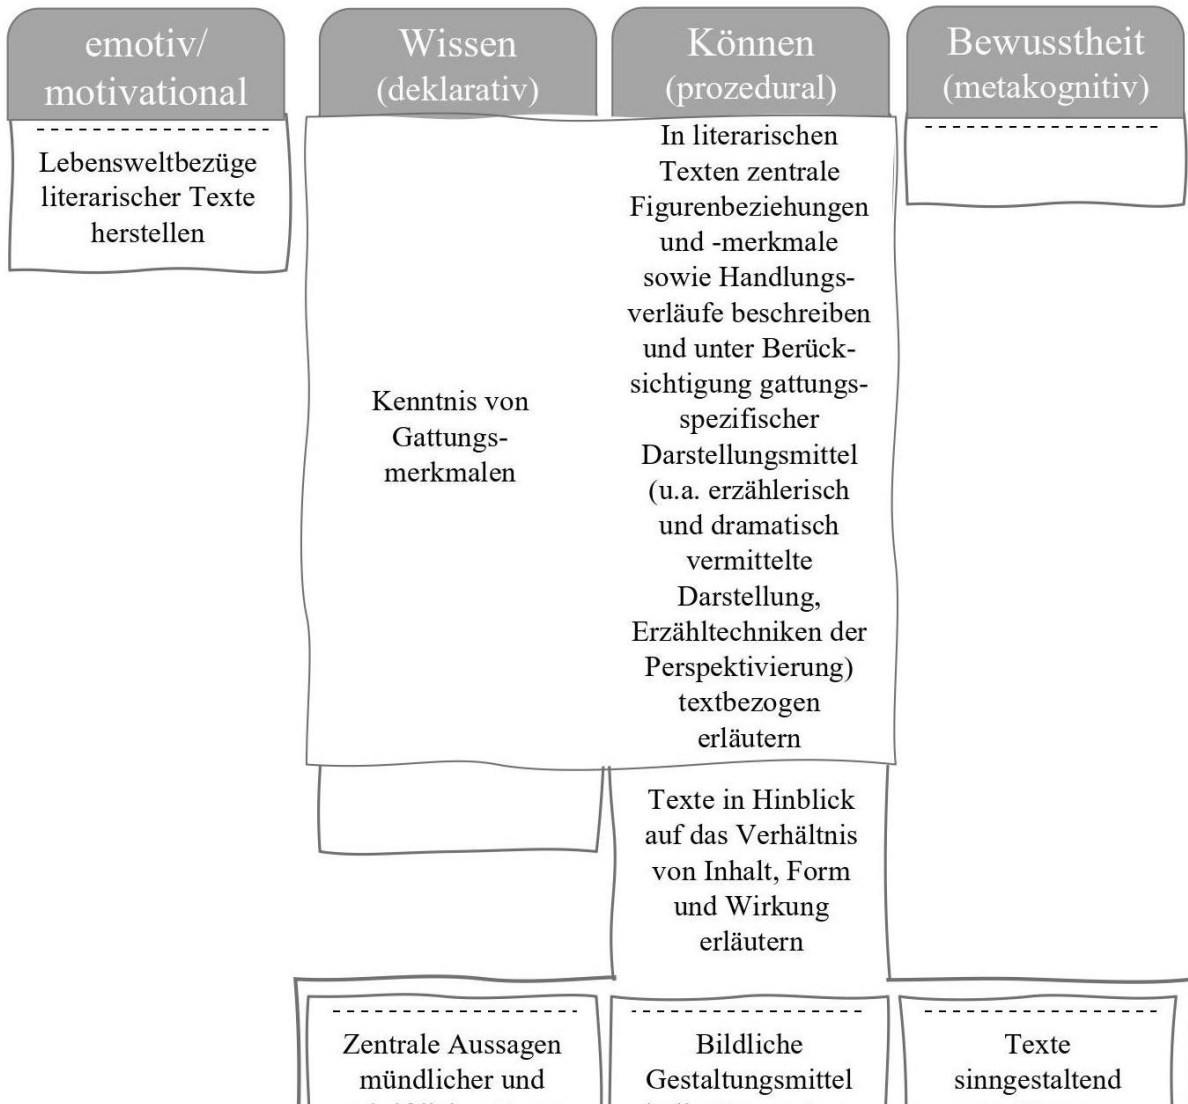 emotiv/
motivational
Lebensweltbezüge
literarischer Texte
herstellen
Wissen
(deklarativ)
Kenntnis von
Gattungs-
merkmalen
Können
(prozedural)
In literarischen
Texten zentrale
Figurenbeziehungen
und -merkmale
sowie Handlungs-
verläufe beschreiben
und unter Berück-
sichtigung gattungs-
spezifischer
Darstellungsmittel
(u.a. erzählerisch
und dramatisch
vermittelte
Darstellung,
Erzähltechniken der
Perspektivierung)
textbezogen
erläutern
Texte in Hinblick
auf das Verhältnis
von Inhalt, Form
und Wirkung
erläutern
Bewusstheit
(metakognitiv)
Zentrale Aussagen
mündlicher und
Bildliche
Gestaltungsmittel
Texte
sinngestaltend